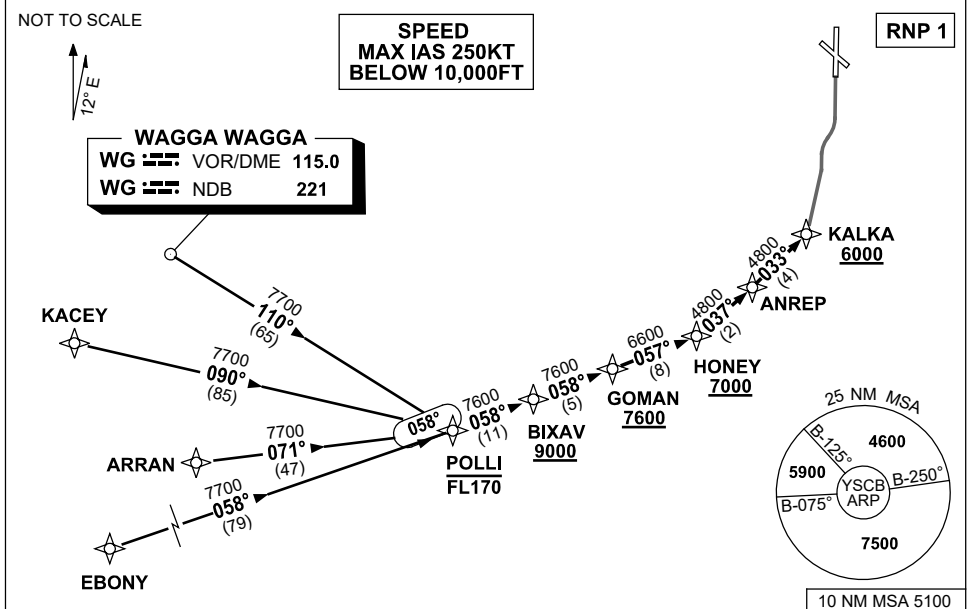 NOT TO SCALE
12° E
SPEED
MAX IAS 250KT
BELOW 10,000FT
RNP 1
WAGGA WAGGA
WG VOR/DME 115.0
WG NDB 221
KACEY
7700
110°
(65)
7700
090°
(85)
ARRAN
7700
071°
(47)
EBONY
7700
058°
(79)
058°
POLLI
FL170
7600
058°
(11)
BIXAV
9000
7600
058°
(5)
GOMAN
7600
6600
057°
(8)
HONEY
7000
4800
037°
(2)
ANREP
4800
033°
(4)
KALKA
6000
25 NM MSA
B-125°
4600
5900
YSCB
ARP
B-250°
B-075°
7500
10 NM MSA 5100